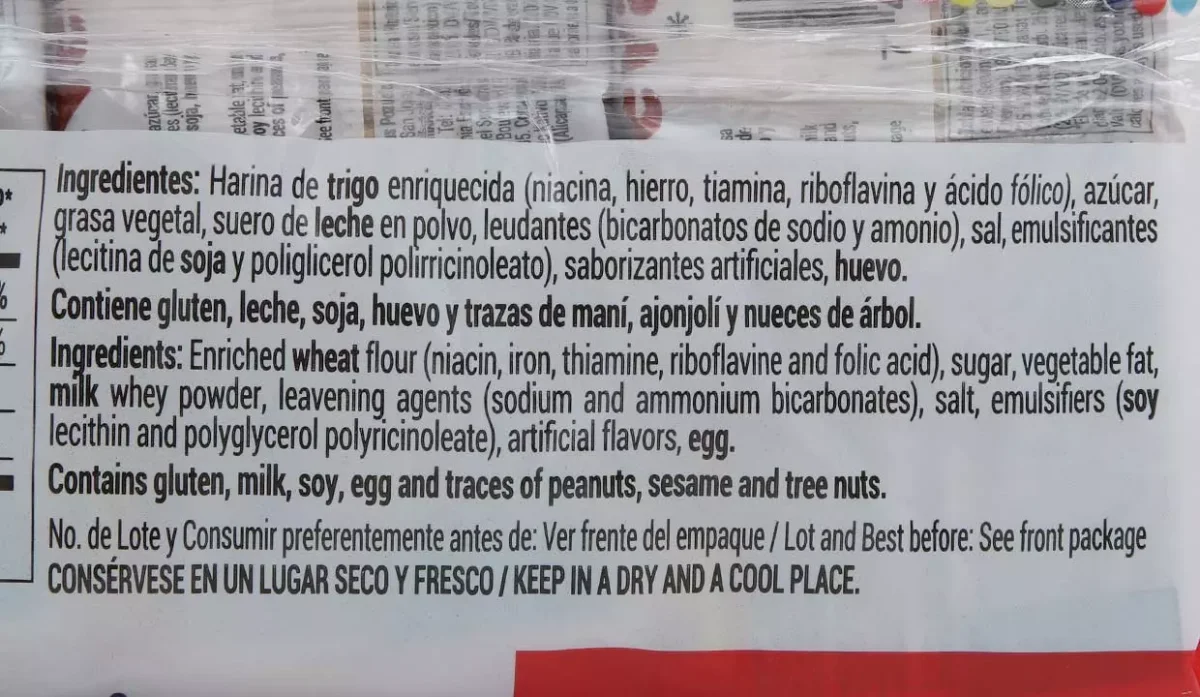 Ingredientes: Harina de trigo enriquecida (niacina, hierro, tiamina, riboflavina y ácido fólico), azúcar,
grasa vegetal, suero de leche en polvo, leudantes (bicarbonatos de sodio y amonio), sal, emulsificantes
(lecitina de soja y poliglicerol polirricinoleato), saborizantes artificiales, huevo.
Contiene gluten, leche, soja, huevo y trazas de maní, ajonjolí y nueces de árbol.
Ingredients: Enriched wheat flour (niacin, iron, thiamine, riboflavine and folic acid), sugar, vegetable fat,
milk whey powder, leavening agents (sodium and ammonium bicarbonates), salt, emulsifiers (soy
lecithin and polyglycerol polyricinoleate), artificial flavors, egg.
Contains gluten, milk, soy, egg and traces of peanuts, sesame and tree nuts.
No. de Lote y Consumir preferentemente antes de: Ver frente del empaque / Lot and Best before: See front package
CONSÉRVESE EN UN LUGAR SECO Y FRESCO / KEEP IN A DRY AND A COOL PLACE.